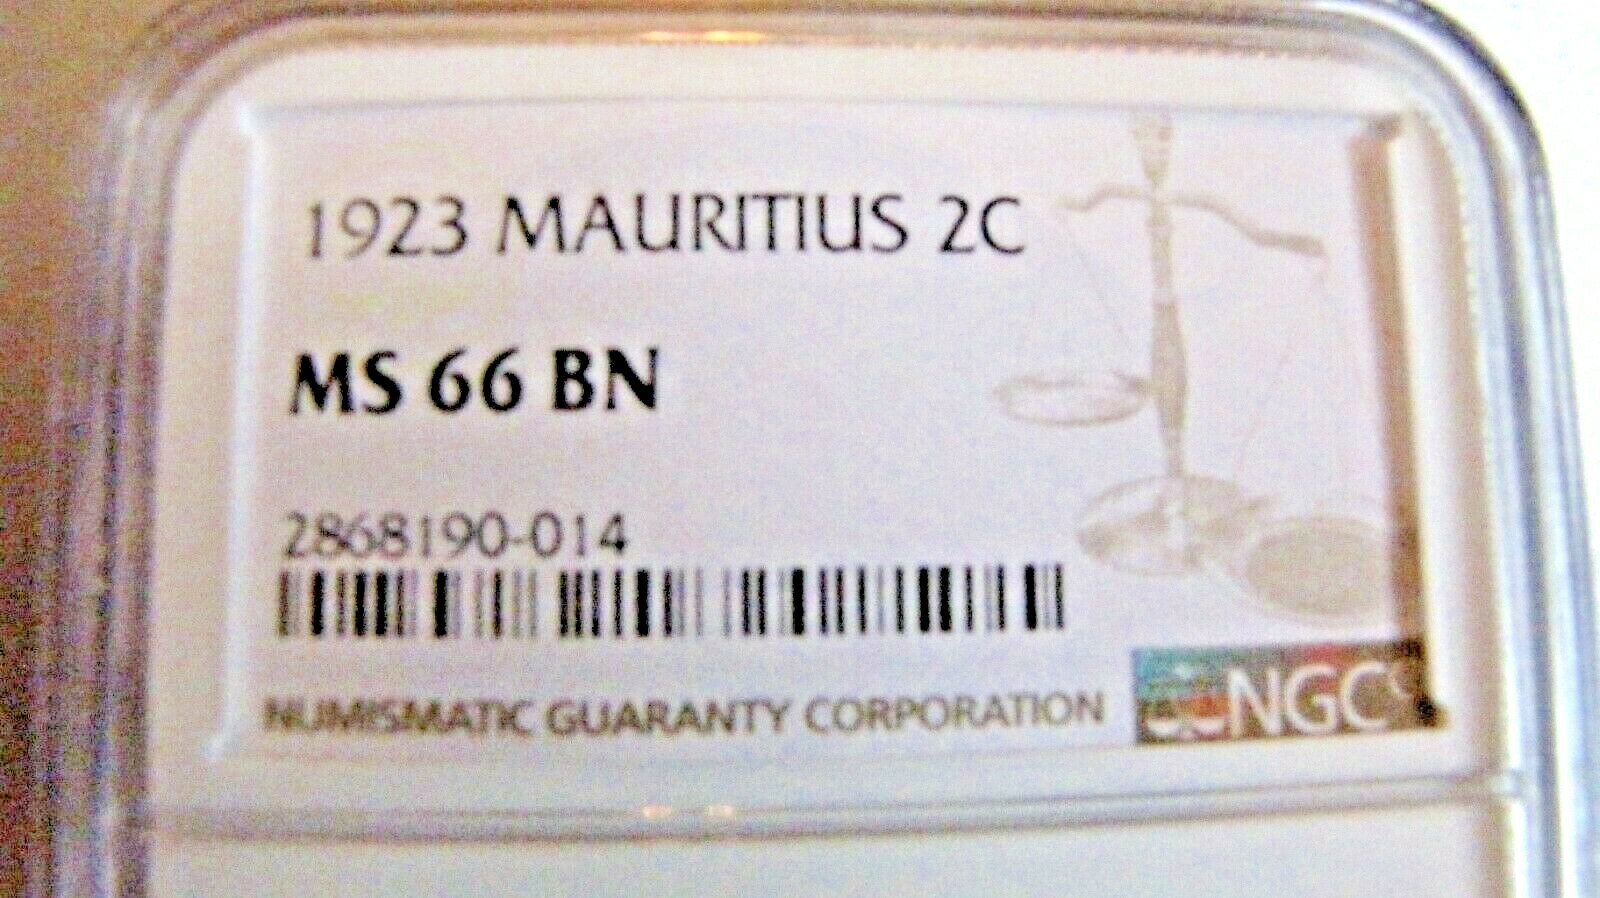 1923 MAURITIUS 2C
MS 66 BN
2868190-014
NUMISMATIC GUARANTY CORPORATION
NGC